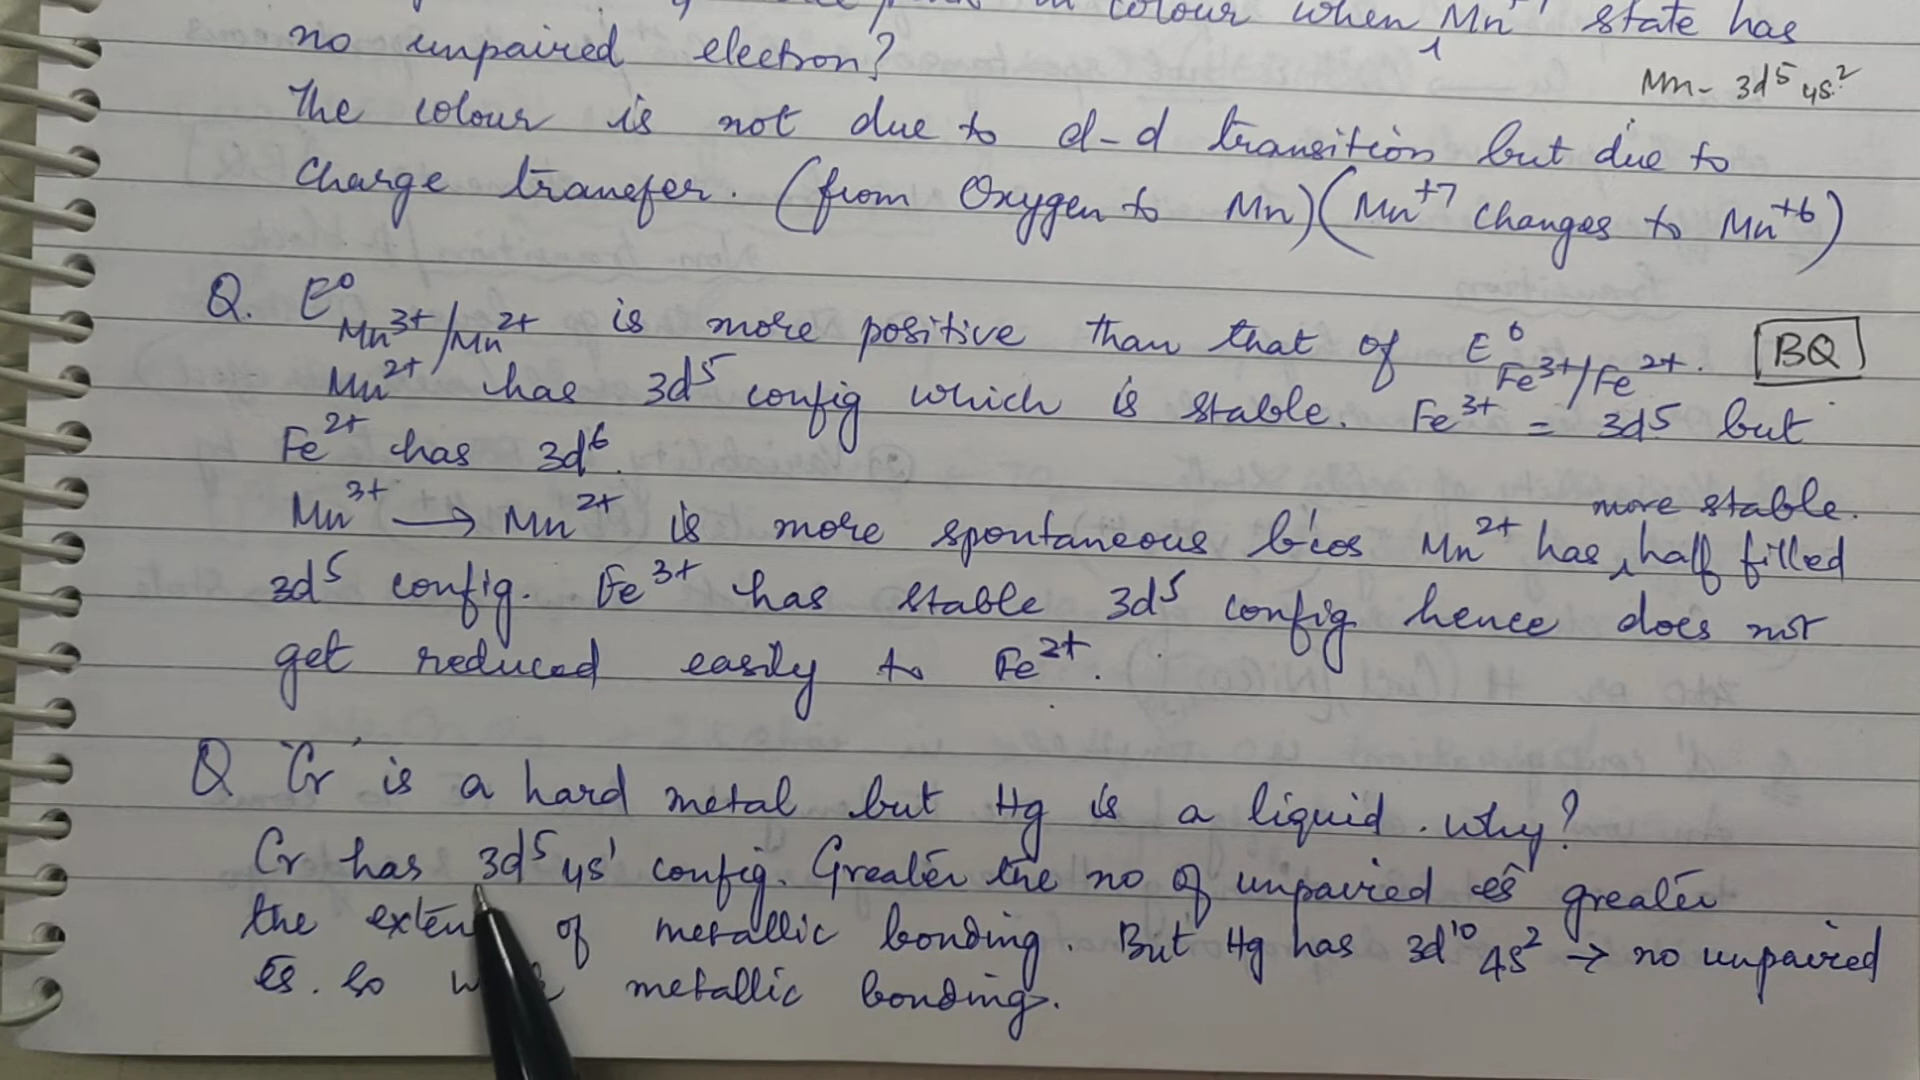 in colour when Mn state has
no unpaired electron?
Mn - 3d⁵ 4s²
The colour is not due to d-d transition but due to
Charge transfer. (from Oxygen to Mn)(Mn⁺⁷ changes to Mn⁺⁶)
Q. E⁰ Mn³⁺/Mn²⁺ is more positive than that of E⁰ Fe³⁺/Fe²⁺. BQ
Mn²⁺ has 3d⁵ config which is stable. Fe³⁺ = 3d⁵ but
Fe²⁺ has 3d⁶.
more stable.
Mn³⁺ → Mn²⁺ is more spontaneous b'cos Mn²⁺ has half filled
3d⁵ config. Fe³⁺ has stable 3d⁵ config hence does not
get reduced easily to Fe²⁺.
Q Cr is a hard metal but Hg is a liquid. why?
Cr has 3d⁵ 4s¹ config. Greater the no of unpaired es greater
the extent of metallic bonding. But Hg has 3d¹⁰ 4s² → no unpaired
es. So metallic bonding.